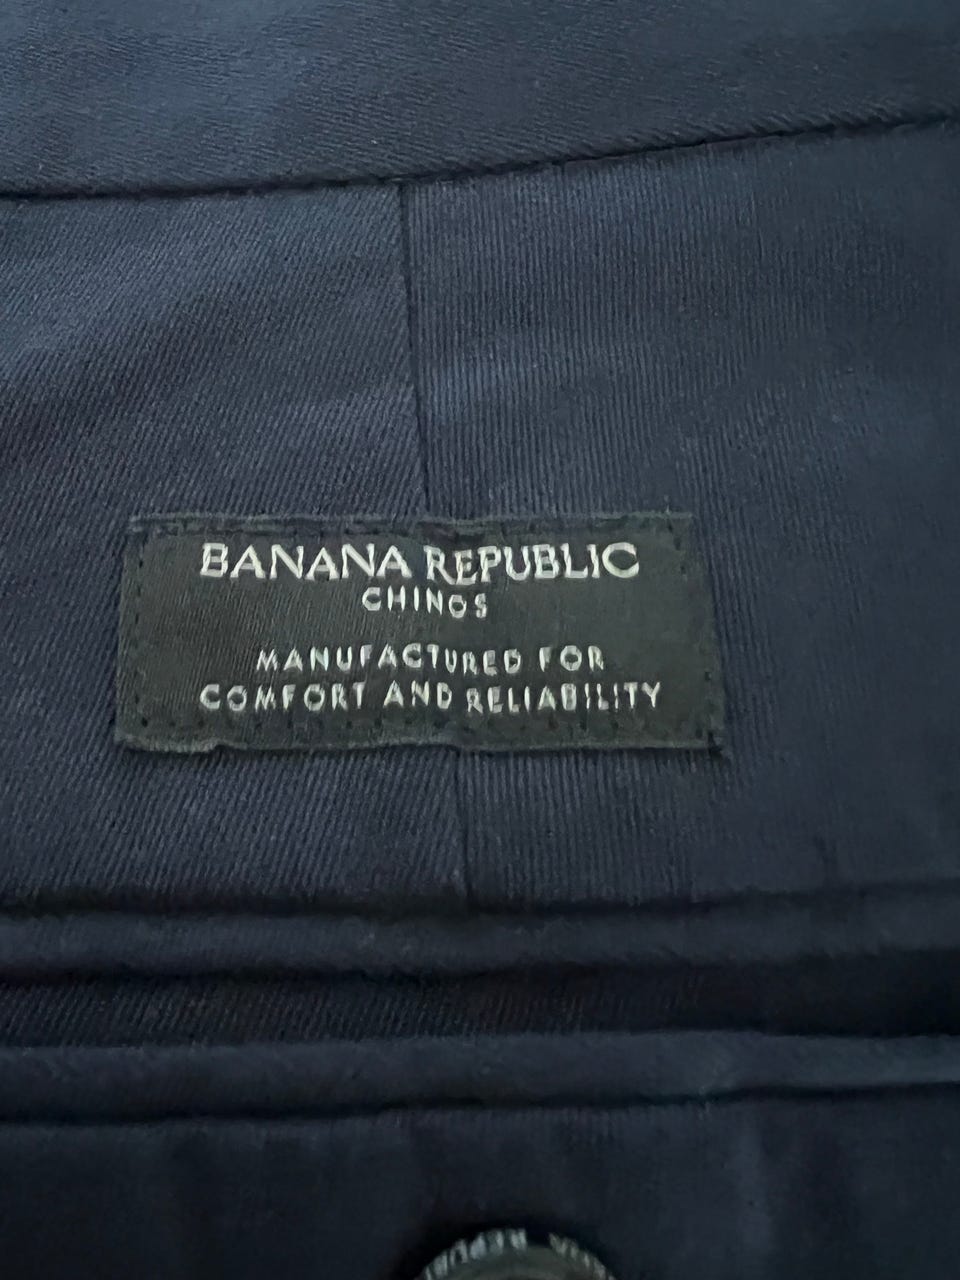 BANANA REPUBLIC
CHINOS
MANUFACTURED FOR
COMFORT AND RELIABILITY